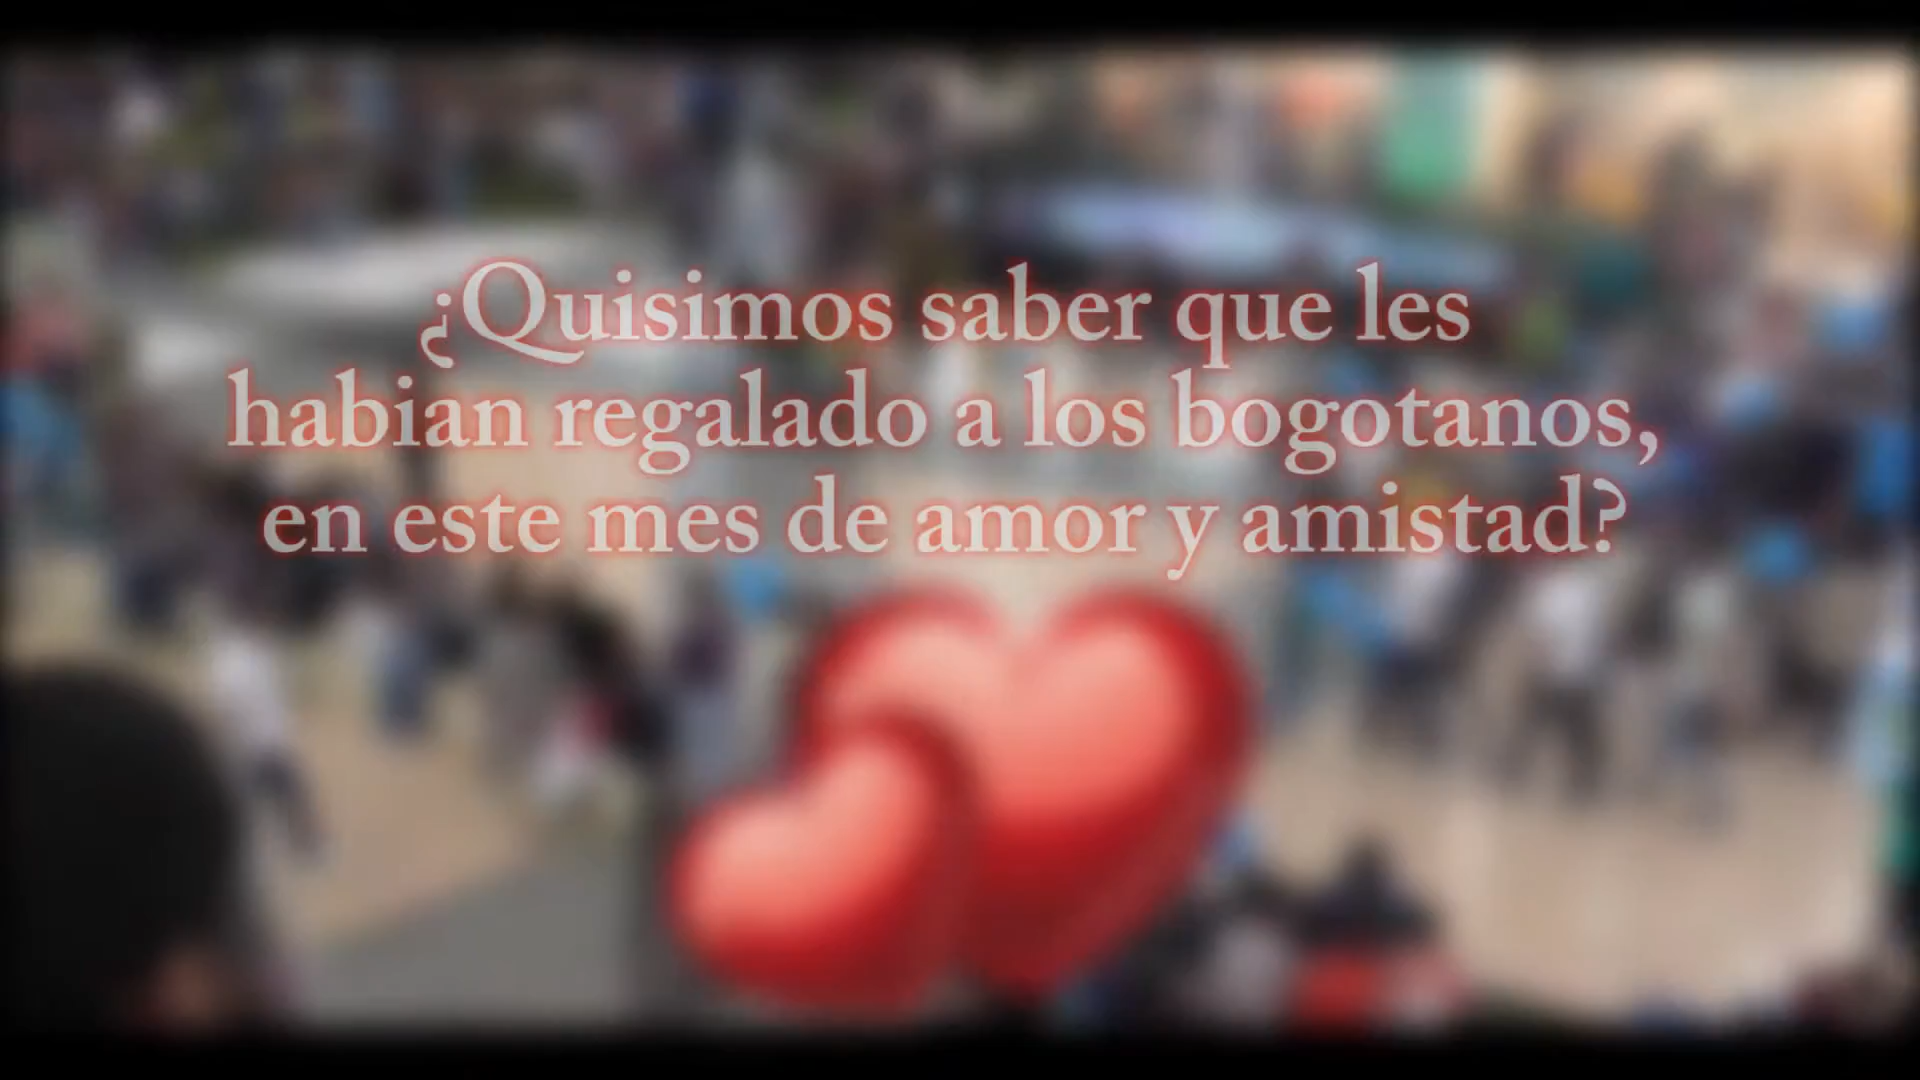 ¿Quisimos saber que les
habian regalado a los bogotanos,
en este mes de amor y amistad?